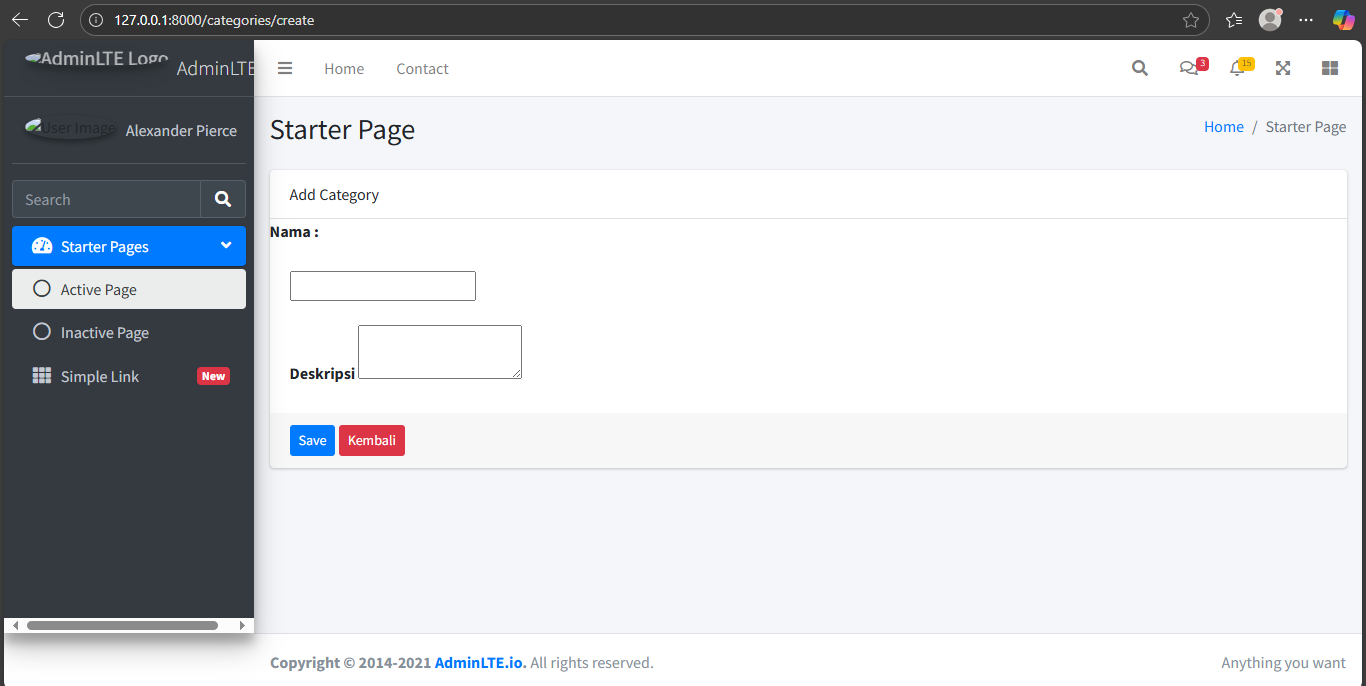 127.0.0.1:8000/categories/create
AdminLTE Logo AdminLTE
Home Contact
3
15
User Image Alexander Pierce
Starter Page
Home / Starter Page
Search
Starter Pages
Active Page
Inactive Page
Simple Link New
Add Category
Nama :
Deskripsi
Save Kembali
Copyright © 2014-2021 AdminLTE.io. All rights reserved.
Anything you want